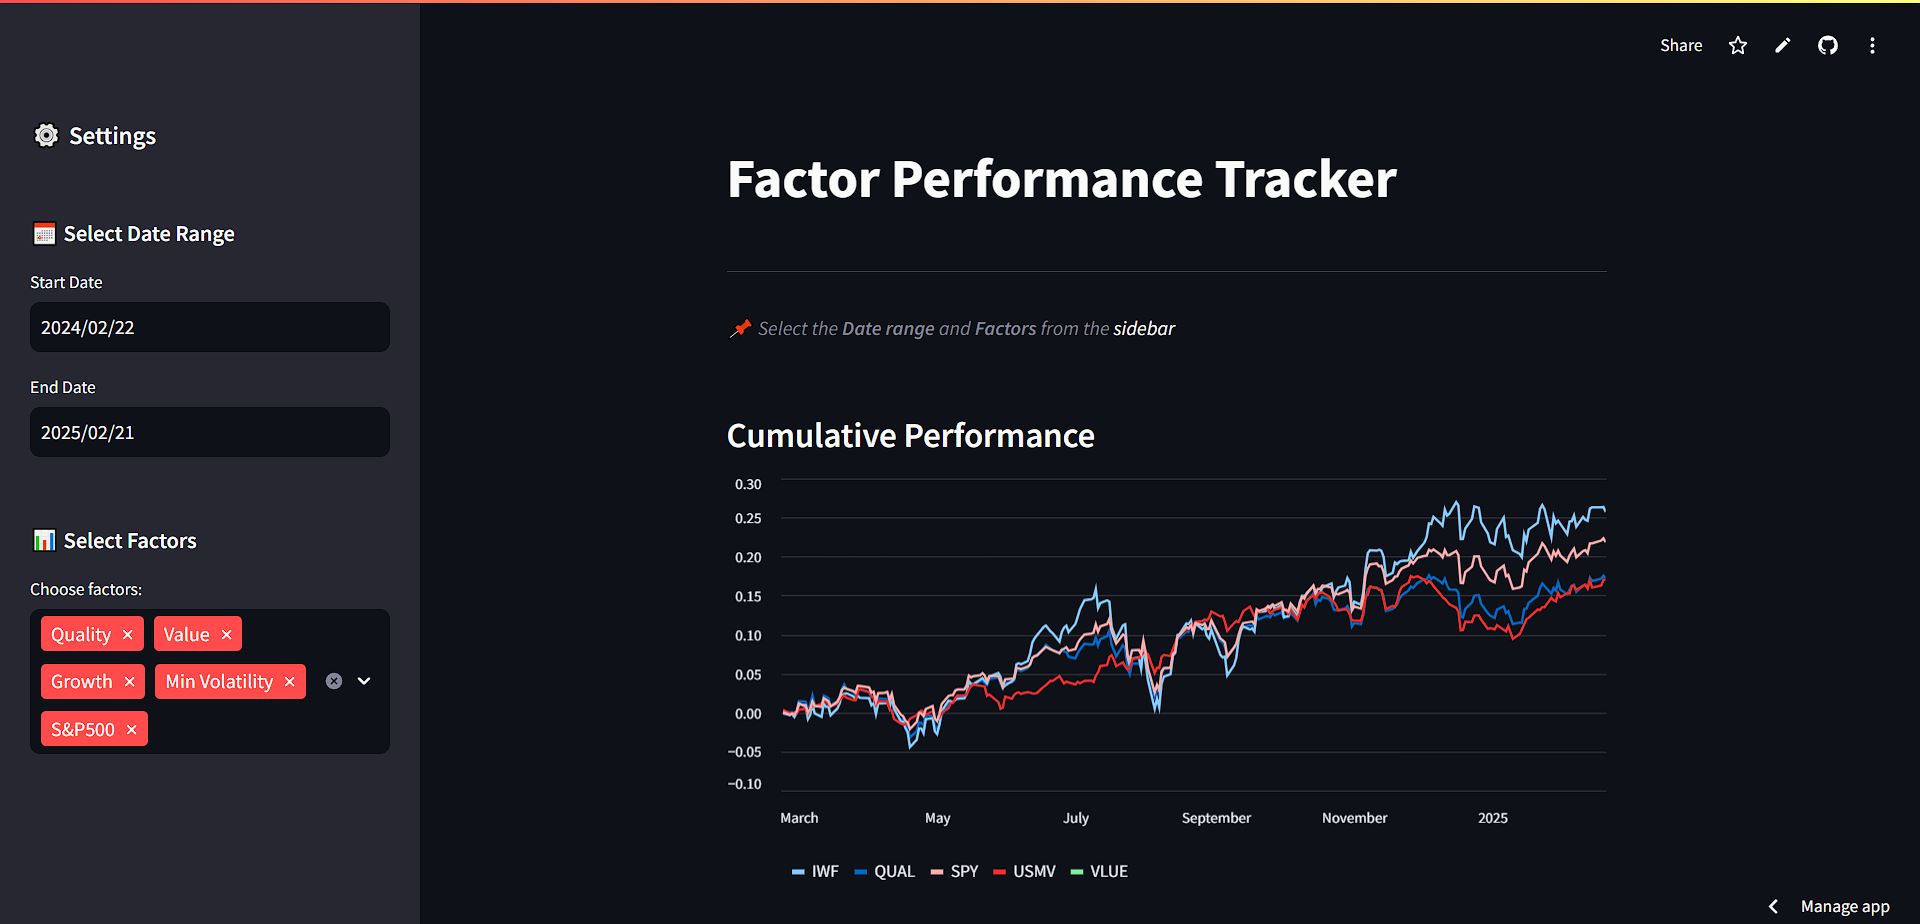 Share
Settings
Select Date Range
Start Date
2024/02/22
End Date
2025/02/21
Select Factors
Choose factors:
Quality Value
Growth Min Volatility
S&P500
Factor Performance Tracker
Select the Date range and Factors from the sidebar
Cumulative Performance
0.30
0.25
0.20
0.15
0.10
0.05
0.00
−0.05
−0.10
March May July September November 2025
IWF QUAL SPY USMV VLUE
Manage app